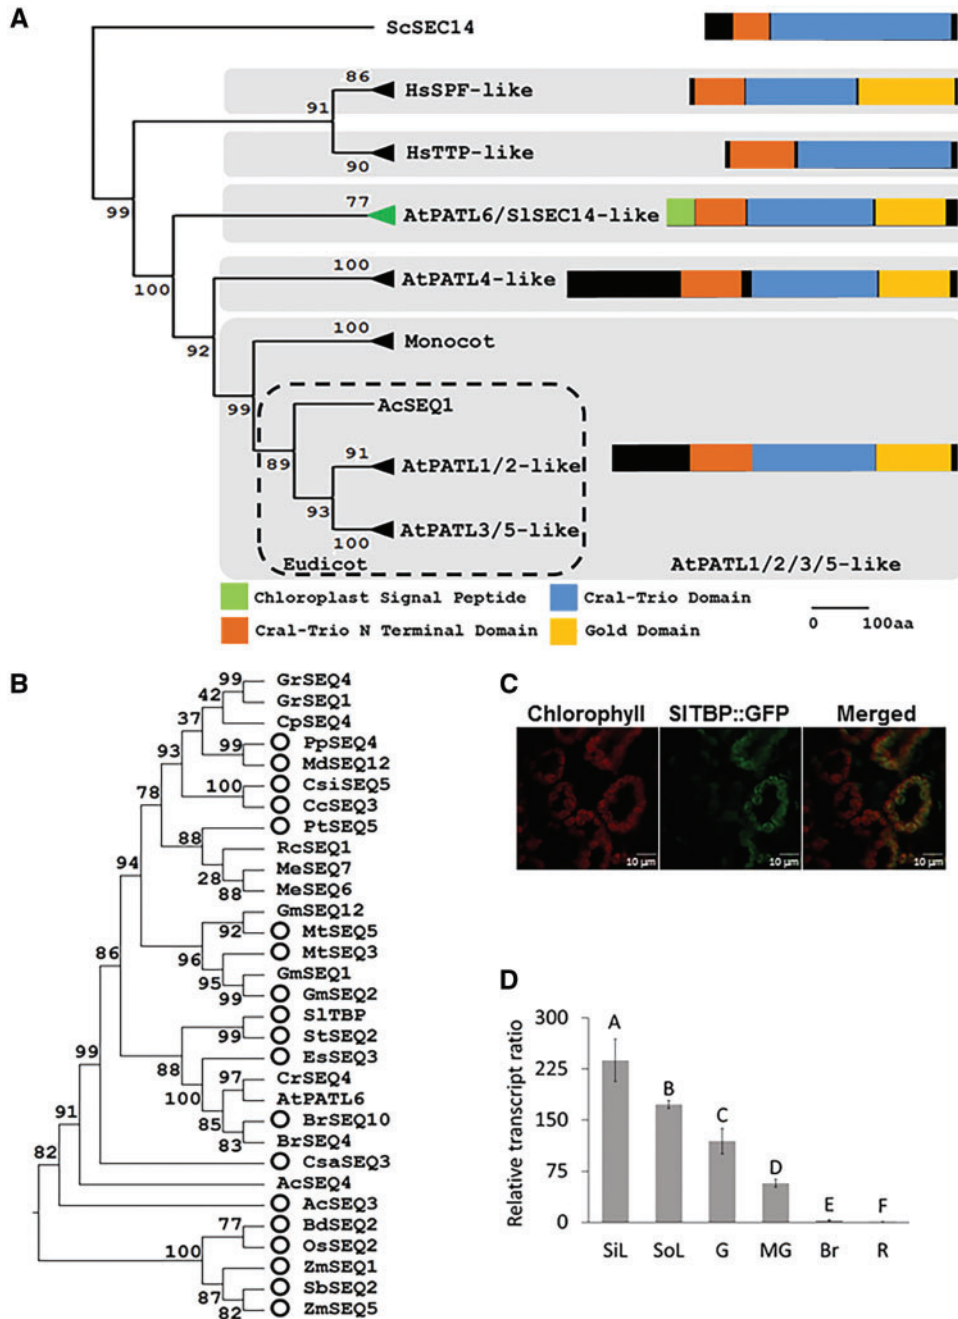 A
ScSEC14
86
HsSPF-like
91
HsTTP-like
90
99
77
AtPATL6/SlSEC14-like
100
100
AtPATL4-like
92
100
Monocot
99
AcSEQ1
89
91
AtPATL1/2-like
93
AtPATL3/5-like
100
Eudicot
AtPATL1/2/3/5-like
Chloroplast Signal Peptide
Cral-Trio Domain
Cral-Trio N Terminal Domain
Gold Domain
0 100aa
B
99 GrSEQ4
42 GrSEQ1
37 CpSEQ4
99 PpSEQ4
93 MdSEQ12
100 CsiSEQ5
78 CcSEQ3
88 PtSEQ5
RcSEQ1
94 28 MeSEQ7
88 MeSEQ6
GmSEQ12
92 MtSEQ5
86 96 MtSEQ3
95 GmSEQ1
99 GmSEQ2
SlTBP
99 StSEQ2
99 88 EsSEQ3
97 CrSEQ4
100 AtPATL6
85 BrSEQ10
91 83 BrSEQ4
82 CsaSEQ3
AcSEQ4
AcSEQ3
77 BdSEQ2
100 OsSEQ2
ZmSEQ1
87 SbSEQ2
82 ZmSEQ5
C
Chlorophyll SlTBP::GFP Merged
10 µm 10 µm 10 µm
D
Relative transcript ratio
300
225
150
75
0
A B C D E F
SiL SoL G MG Br R